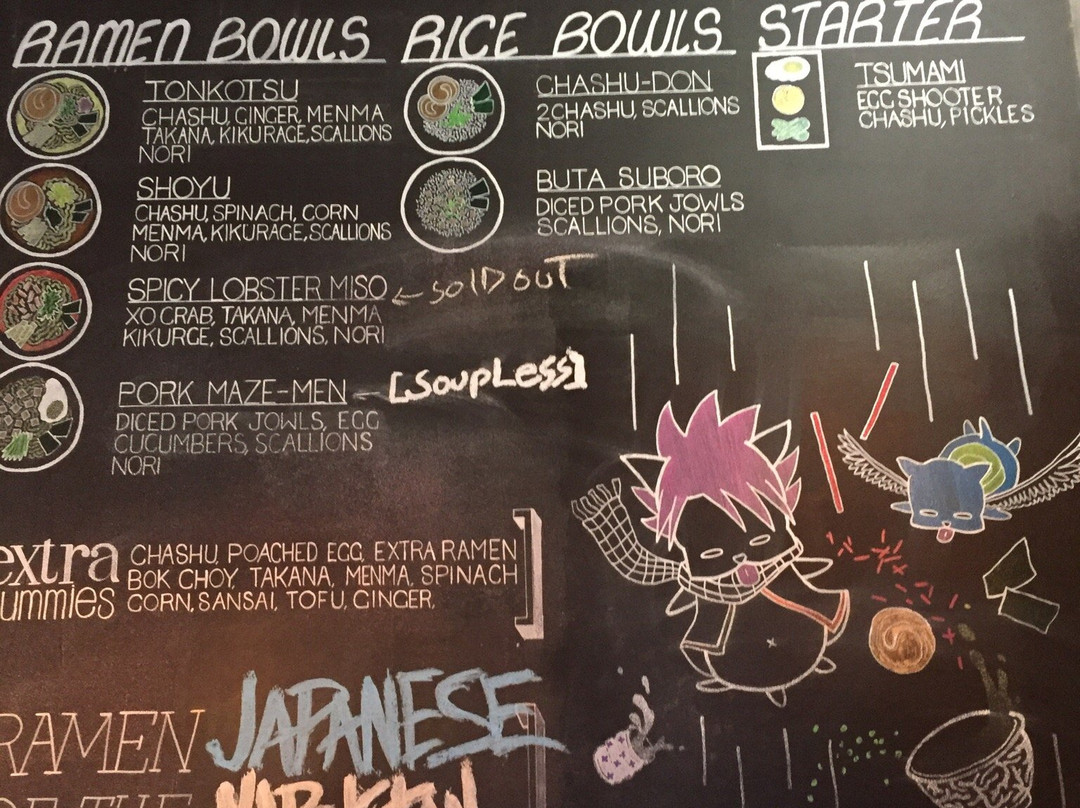 RAMEN BOWLS
TONKOTSU
CHASHU, GINGER, MENMA
TAKANA, KIKURAGE, SCALLIONS
NORI
SHOYU
CHASHU, SPINACH, CORN
MENMA, KIKURAGE, SCALLIONS
NORI
SPICY LOBSTER MISO ← SOLD OUT
XO CRAB, TAKANA, MENMA
KIKURGE, SCALLIONS, NORI
PORK MAZE-MEN - [SOUPLESS]
DICED PORK JOWLS, EGG
CUCUMBERS, SCALLIONS
NORI
RICE BOWLS
CHASHU-DON
2 CHASHU, SCALLIONS
NORI
BUTA SUBORO
DICED PORK JOWLS
SCALLIONS, NORI
STARTER
TSUMAMI
EGG SHOOTER
CHASHU, PICKLES
extra
ummies
CHASHU, POACHED EGG, EXTRA RAMEN
BOK CHOY, TAKANA, MENMA, SPINACH
CORN, SANSAI, TOFU, GINGER,
RAMEN JAPANESE
OF THE